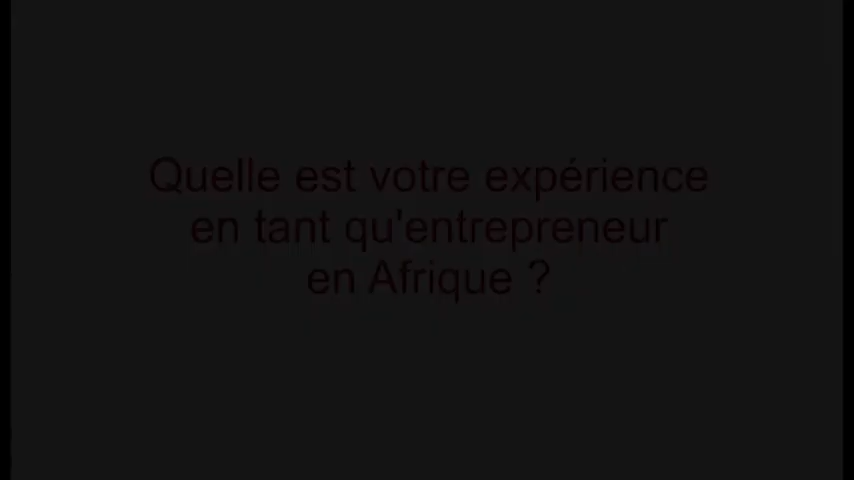 Quelle est votre expérience
en tant qu'entrepreneur
en Afrique ?